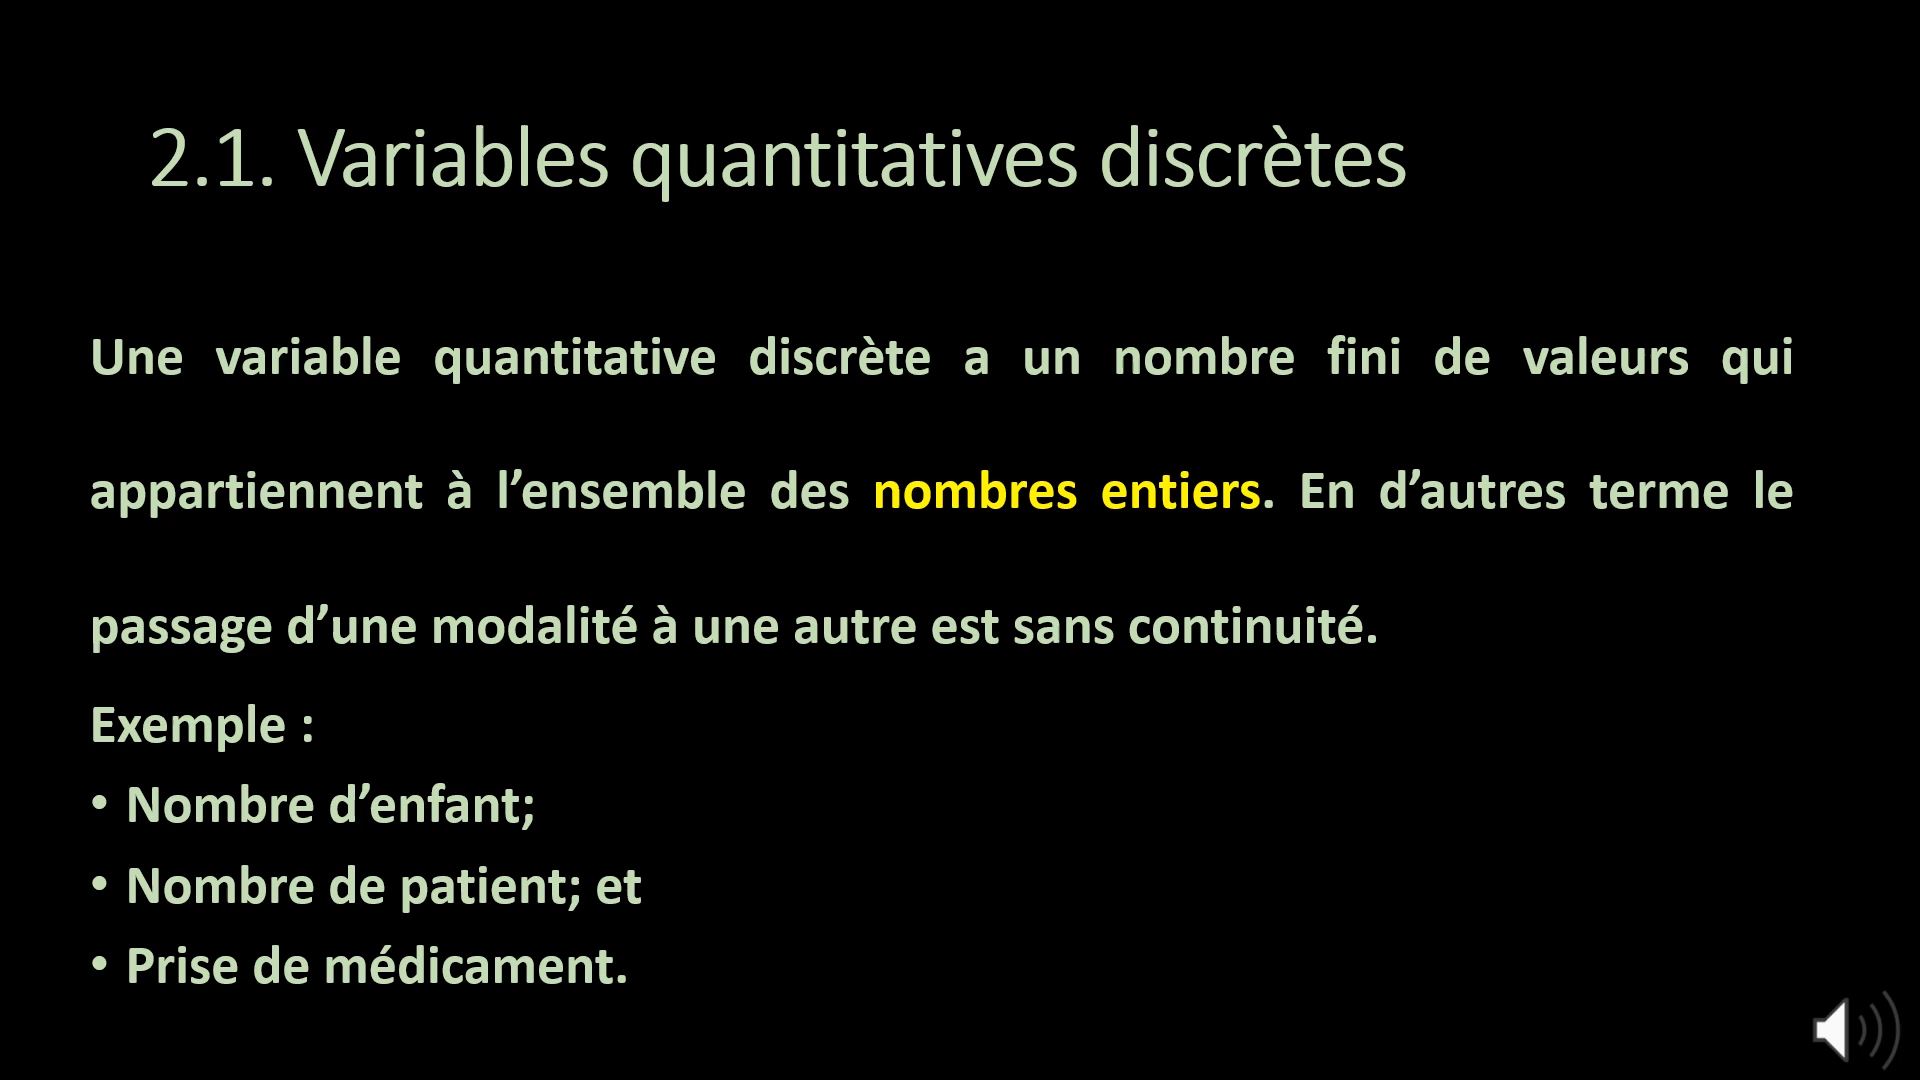 2.1. Variables quantitatives discrètes
Une variable quantitative discrète a un nombre fini de valeurs qui
appartiennent à l’ensemble des nombres entiers. En d’autres terme le
passage d’une modalité à une autre est sans continuité.
Exemple :
• Nombre d’enfant;
• Nombre de patient; et
• Prise de médicament.